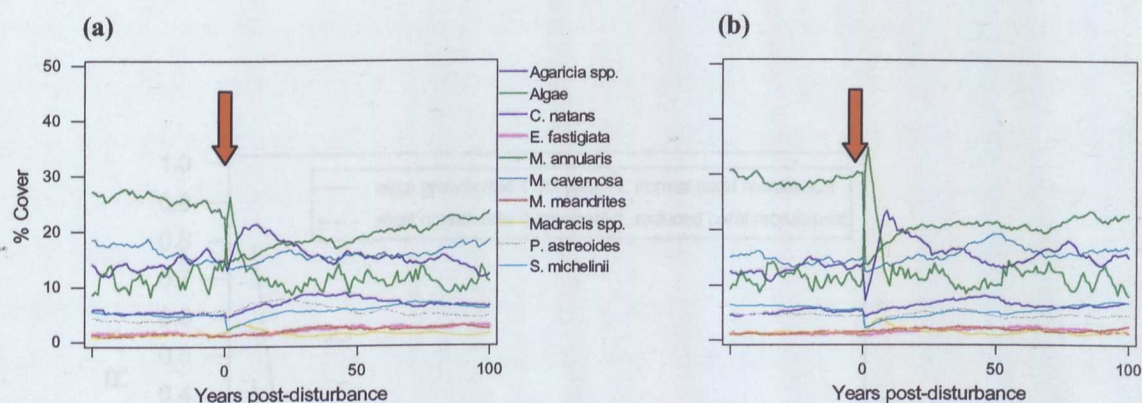 (a)
(b)
% Cover
50
40
30
20
10
0
Agaricia spp.
Algae
C. natans
E. fastigiata
M. annularis
M. cavernosa
M. meandrites
Madracis spp.
P. astreoides
S. michelinii
0
50
100
Years post-disturbance
0
50
100
Years post-disturbance